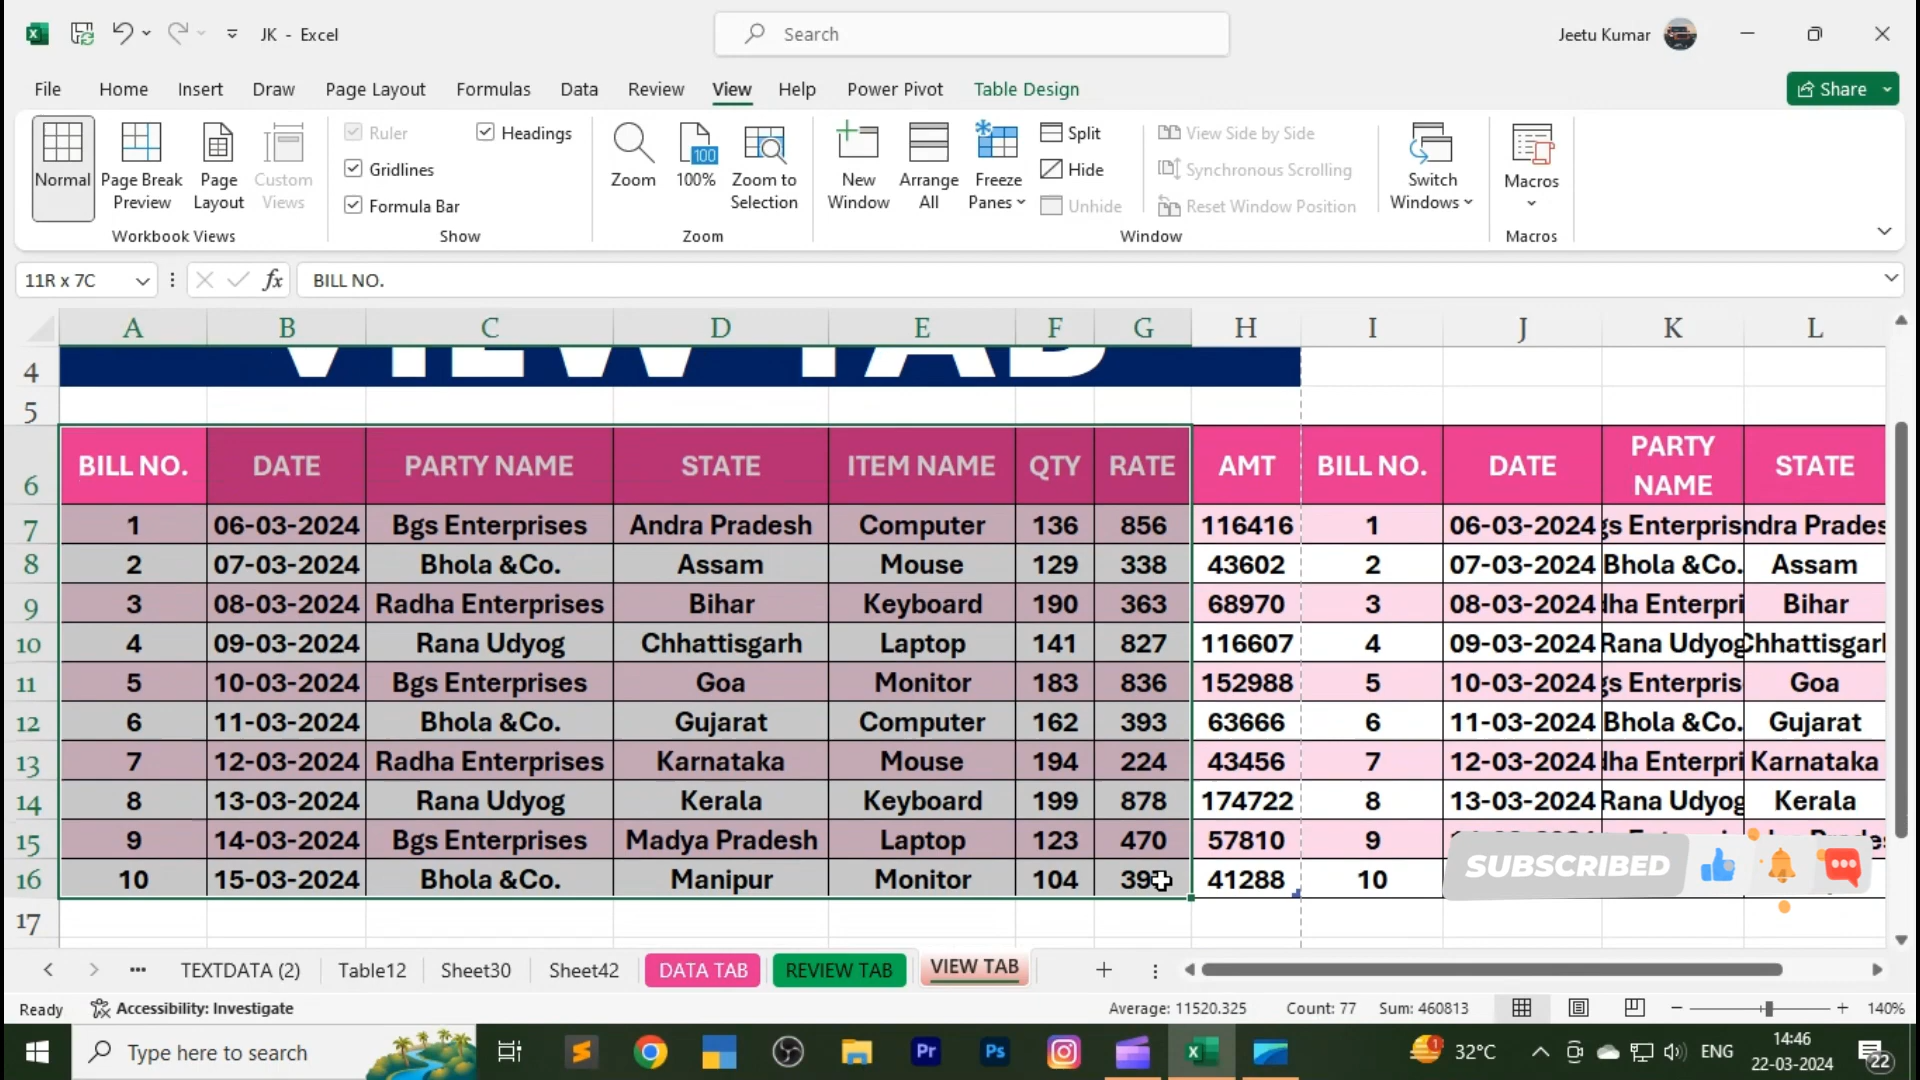 JK - Excel
Search
Jeetu Kumar
File Home Insert Draw Page Layout Formulas Data Review View Help Power Pivot Table Design
Share
Normal Page Break Preview Page Layout Custom Views
Ruler Headings
Gridlines
Formula Bar
Zoom 100% Zoom to Selection
100
New Window Arrange All Freeze Panes
Split
Hide
Unhide
View Side by Side
Synchronous Scrolling
Reset Window Position
Switch Windows
Macros
Workbook Views Show Zoom Window Macros
11R x 7C fx BILL NO.
A B C D E F G H I J K L
4 VIEW TAB
5
6 BILL NO. DATE PARTY NAME STATE ITEM NAME QTY RATE AMT BILL NO. DATE PARTY NAME STATE
7 1 06-03-2024 Bgs Enterprises Andra Pradesh Computer 136 856 116416 1 06-03-2024 gs Enterpris ndra Prades
8 2 07-03-2024 Bhola &Co. Assam Mouse 129 338 43602 2 07-03-2024 Bhola &Co. Assam
9 3 08-03-2024 Radha Enterprises Bihar Keyboard 190 363 68970 3 08-03-2024 dha Enterpri Bihar
10 4 09-03-2024 Rana Udyog Chhattisgarh Laptop 141 827 116607 4 09-03-2024 Rana Udyog Chhattisgarh
11 5 10-03-2024 Bgs Enterprises Goa Monitor 183 836 152988 5 10-03-2024 gs Enterpris Goa
12 6 11-03-2024 Bhola &Co. Gujarat Computer 162 393 63666 6 11-03-2024 Bhola &Co. Gujarat
13 7 12-03-2024 Radha Enterprises Karnataka Mouse 194 224 43456 7 12-03-2024 dha Enterpri Karnataka
14 8 13-03-2024 Rana Udyog Kerala Keyboard 199 878 174722 8 13-03-2024 Rana Udyog Kerala
15 9 14-03-2024 Bgs Enterprises Madya Pradesh Laptop 123 470 57810 9
16 10 15-03-2024 Bhola &Co. Manipur Monitor 104 39 41288 10
SUBSCRIBED
17
TEXTDATA (2) Table12 Sheet30 Sheet42 DATA TAB REVIEW TAB VIEW TAB
Ready Accessibility: Investigate Average: 11520.325 Count: 77 Sum: 460813 140%
Type here to search Pr Ps 1 32°C ENG 14:46
22-03-2024 22